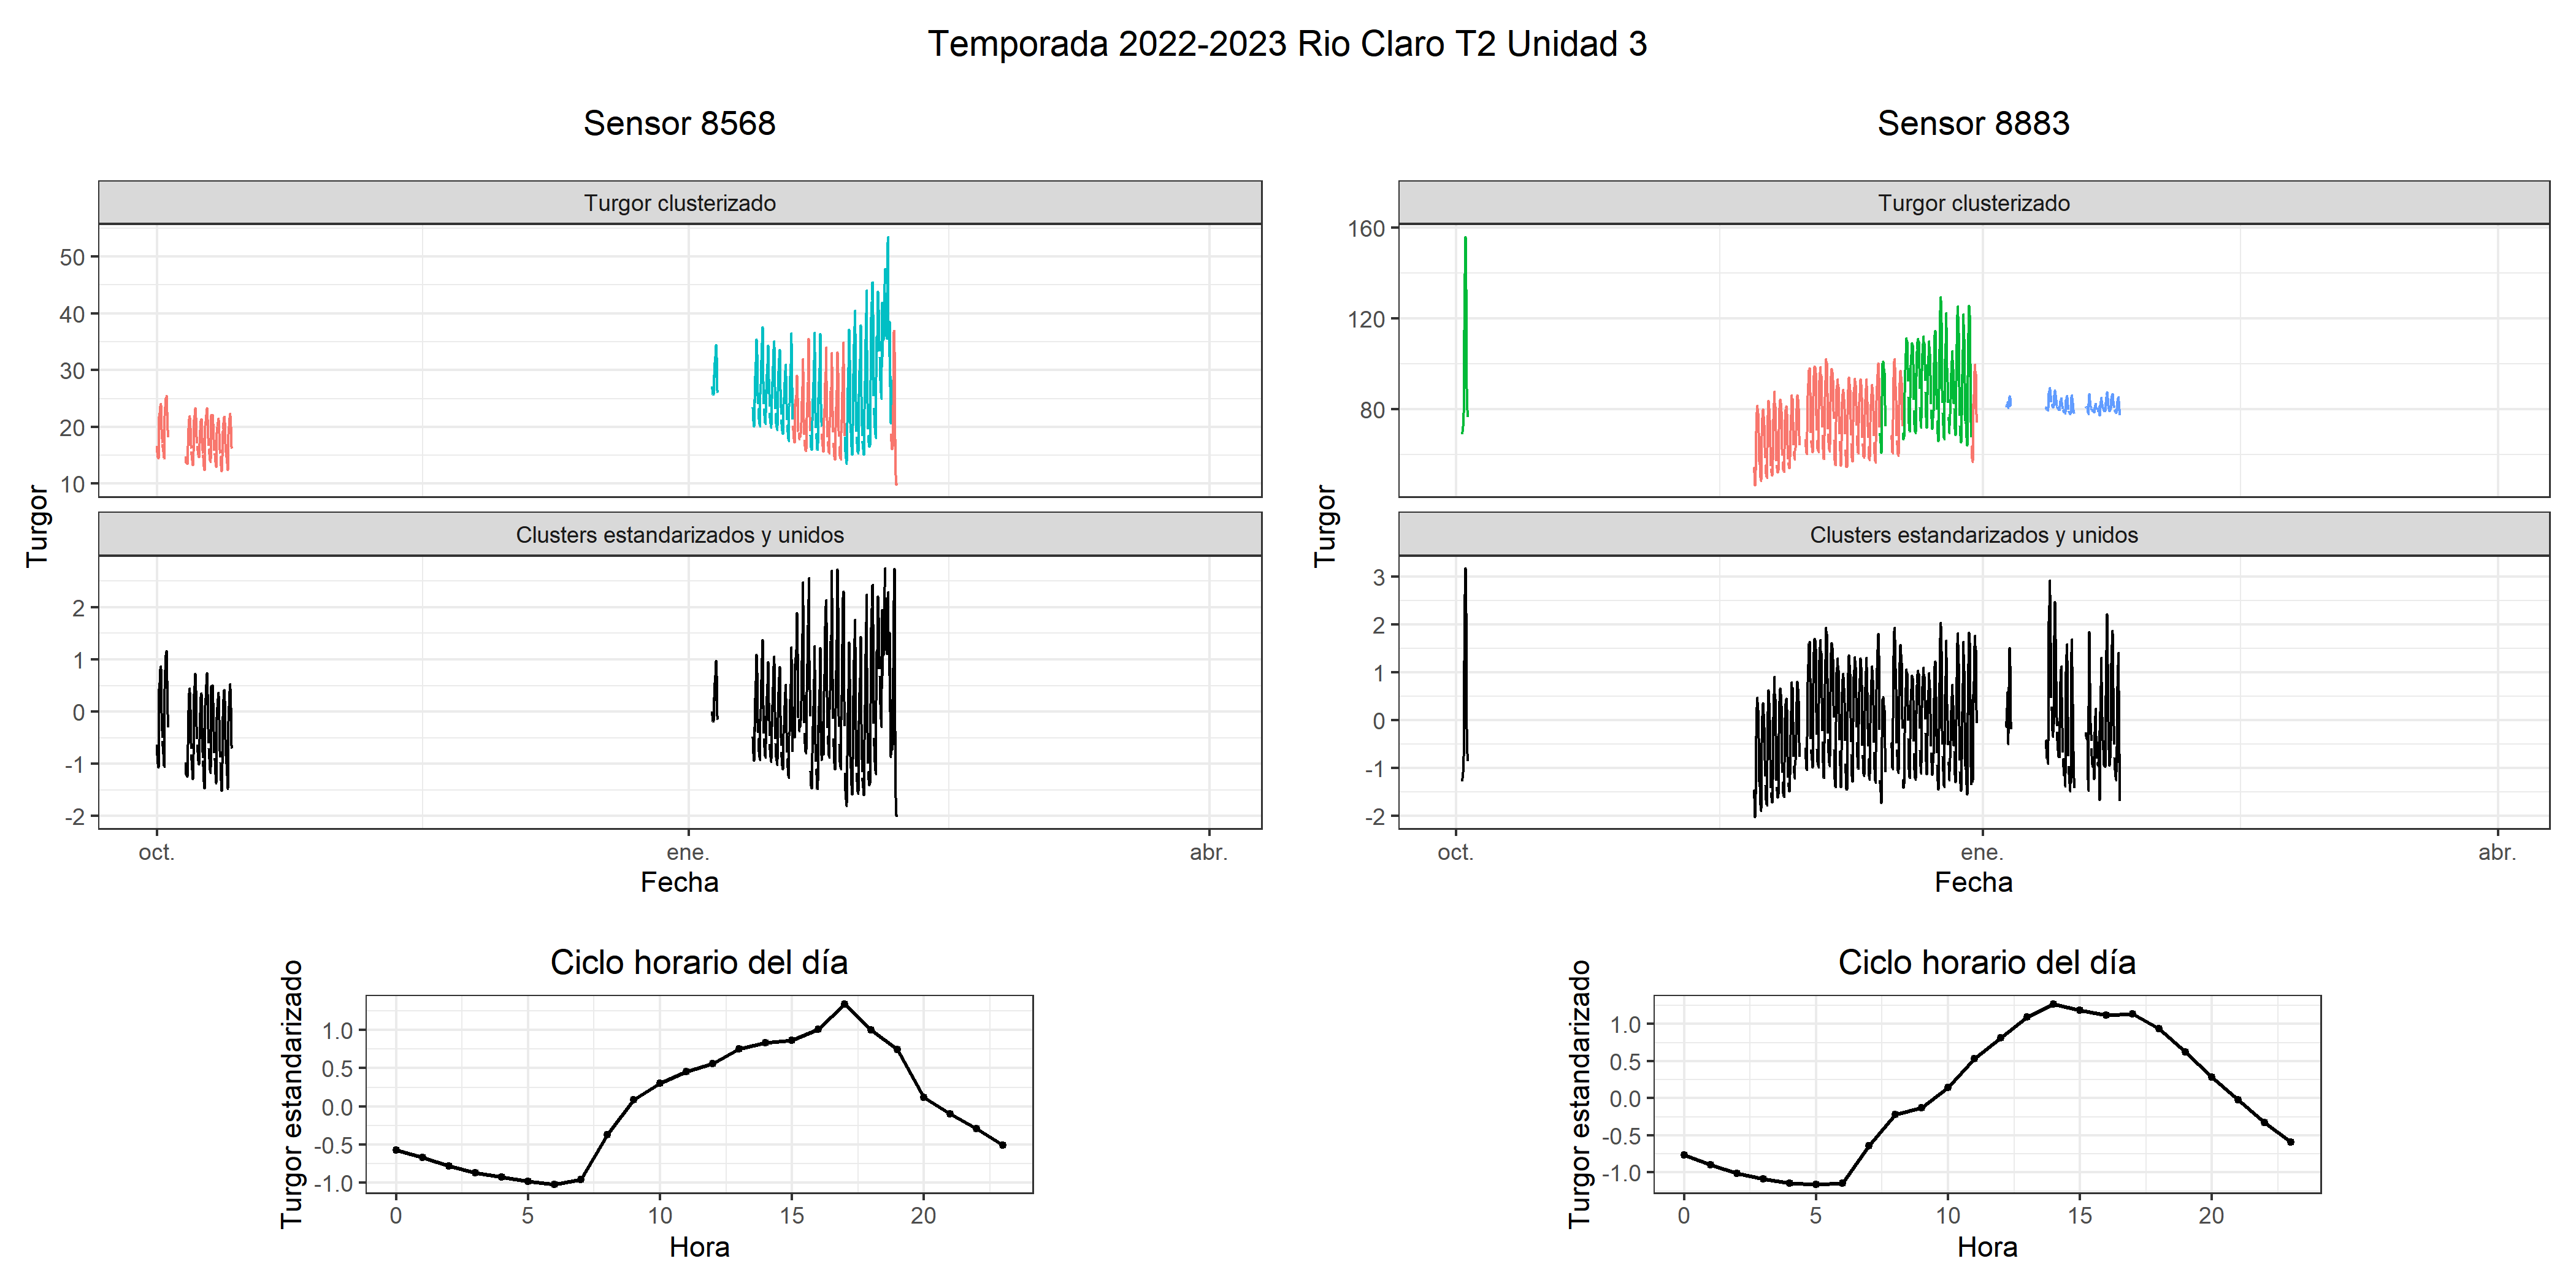 Temporada 2022-2023 Rio Claro T2 Unidad 3
Sensor 8568
Turgor clusterizado
50
40
30
20
10
Turgor
Clusters estandarizados y unidos
2
1
0
-1
-2
oct.
ene.
abr.
Fecha
Ciclo horario del día
Turgor estandarizado
1.0
0.5
0.0
-0.5
-1.0
0
5
10
15
20
Hora
Sensor 8883
Turgor clusterizado
160
120
80
Turgor
Clusters estandarizados y unidos
3
2
1
0
-1
-2
oct.
ene.
abr.
Fecha
Ciclo horario del día
Turgor estandarizado
1.0
0.5
0.0
-0.5
-1.0
0
5
10
15
20
Hora